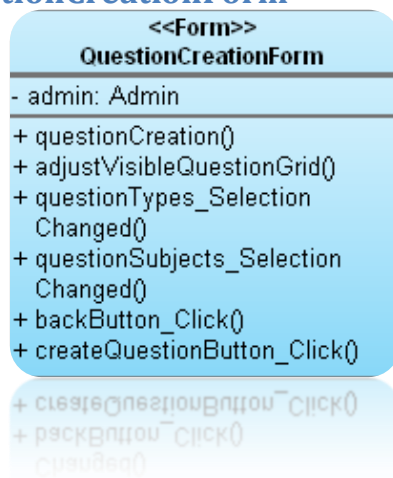 <<Form>>
QuestionCreationForm
- admin: Admin
+ questionCreation()
+ adjustVisibleQuestionGrid()
+ questionTypes_Selection
Changed()
+ questionSubjects_Selection
Changed()
+ backButton_Click()
+ createQuestionButton_Click()